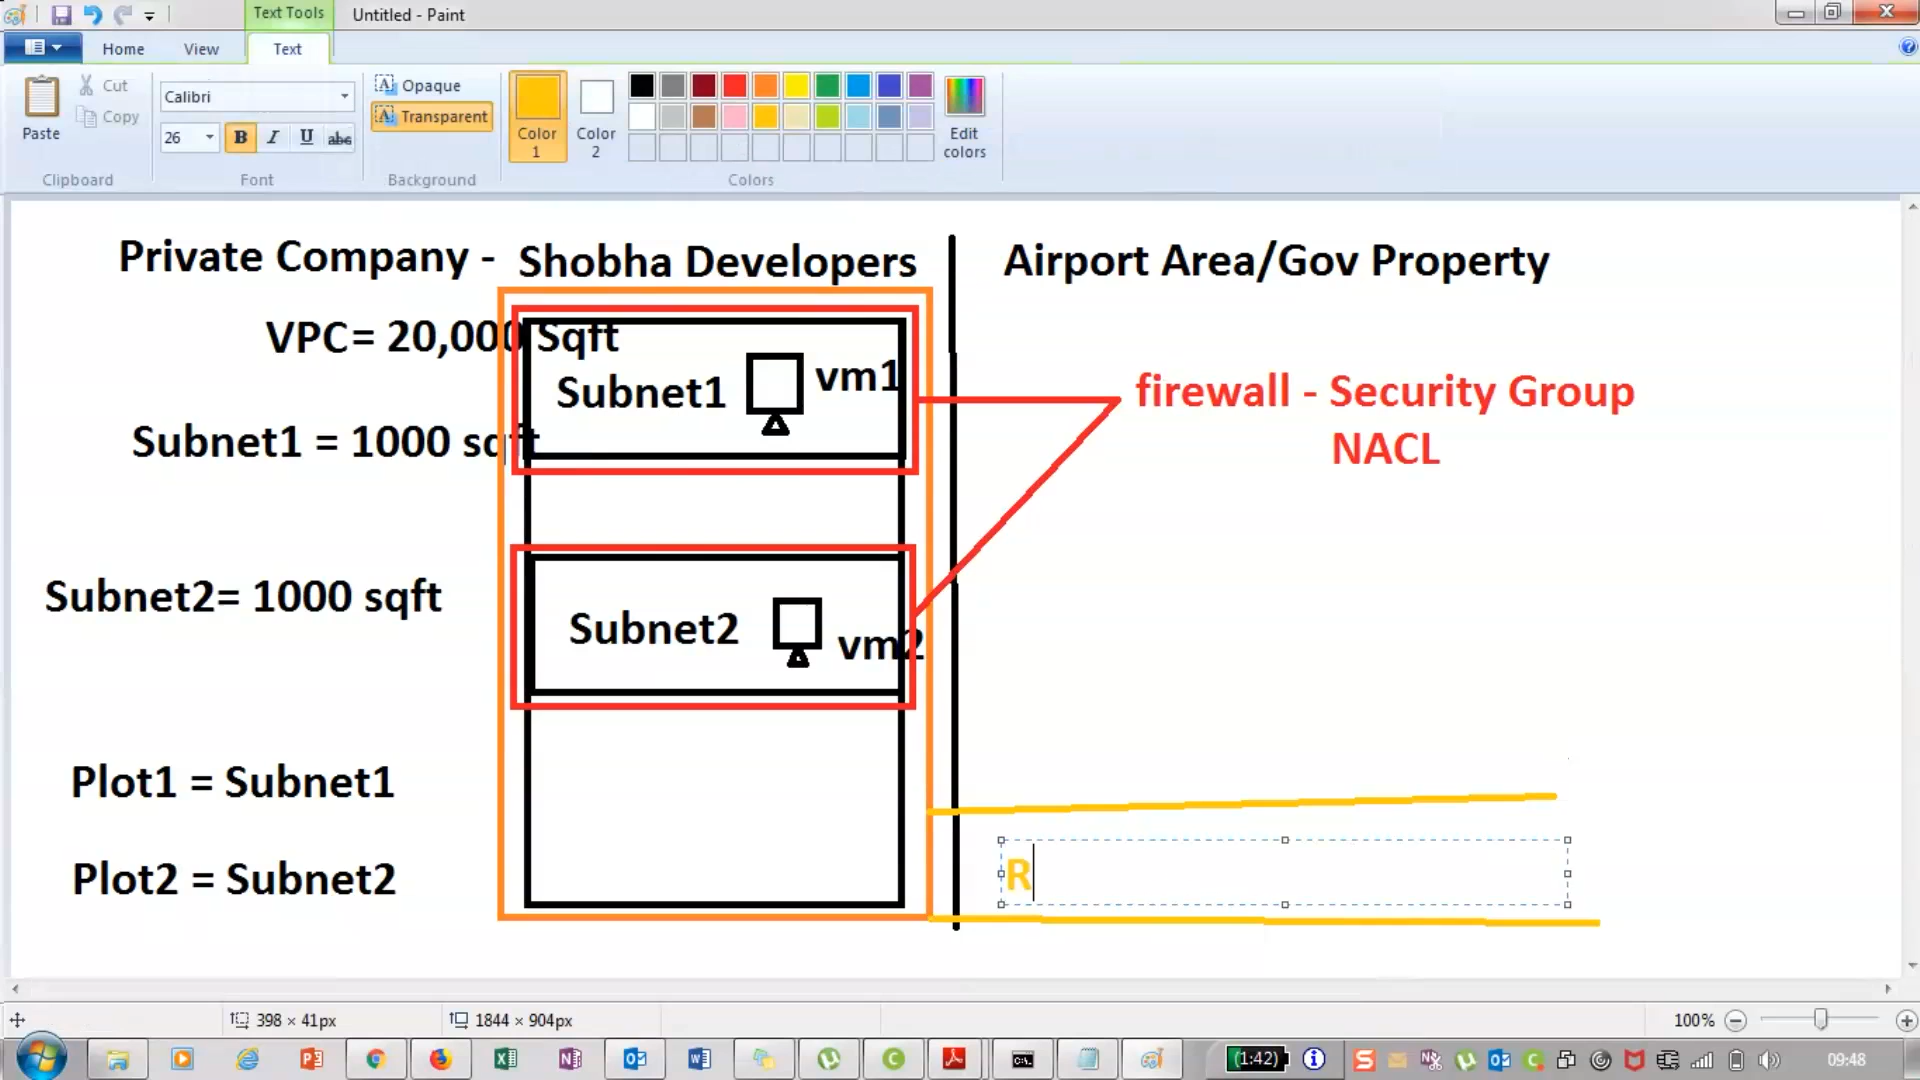 Text Tools
Untitled - Paint
Home
View
Text
Paste
Cut
Copy
Clipboard
Calibri
26
B I U abc
Font
Opaque
Transparent
Background
Color 1
Color 2
Colors
Edit colors
Private Company -
Shobha Developers
Airport Area/Gov Property
VPC= 20,000 Sqft
Subnet1
vm1
firewall - Security Group
NACL
Subnet1 = 1000 sqft
Subnet2= 1000 sqft
Subnet2
vm2
Plot1 = Subnet1
Plot2 = Subnet2
R
398 × 41px
1844 × 904px
100%
(1:42)
09:48